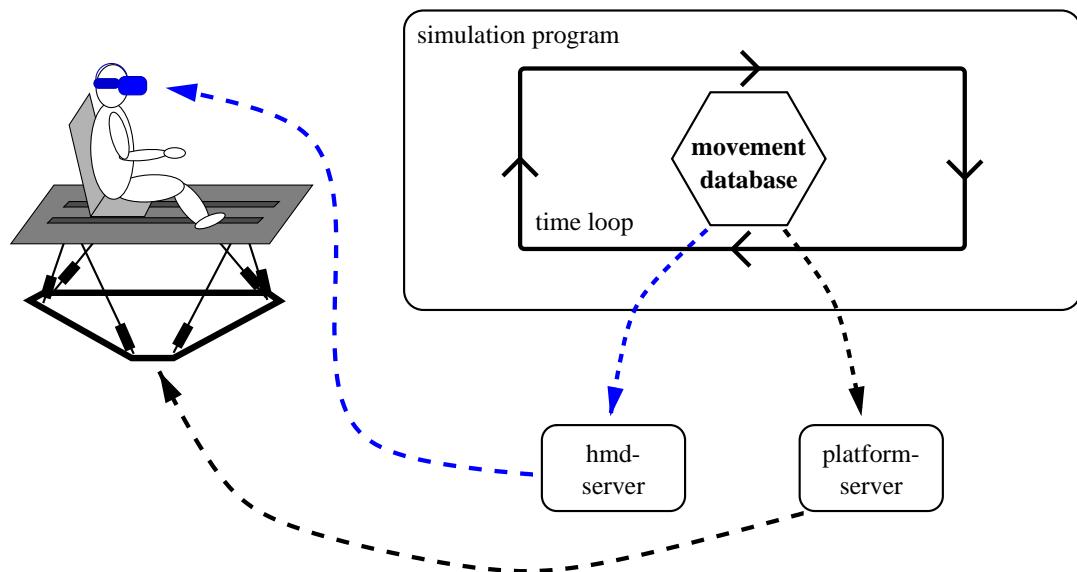 simulation program
movement
database
time loop
hmd-
server
platform-
server